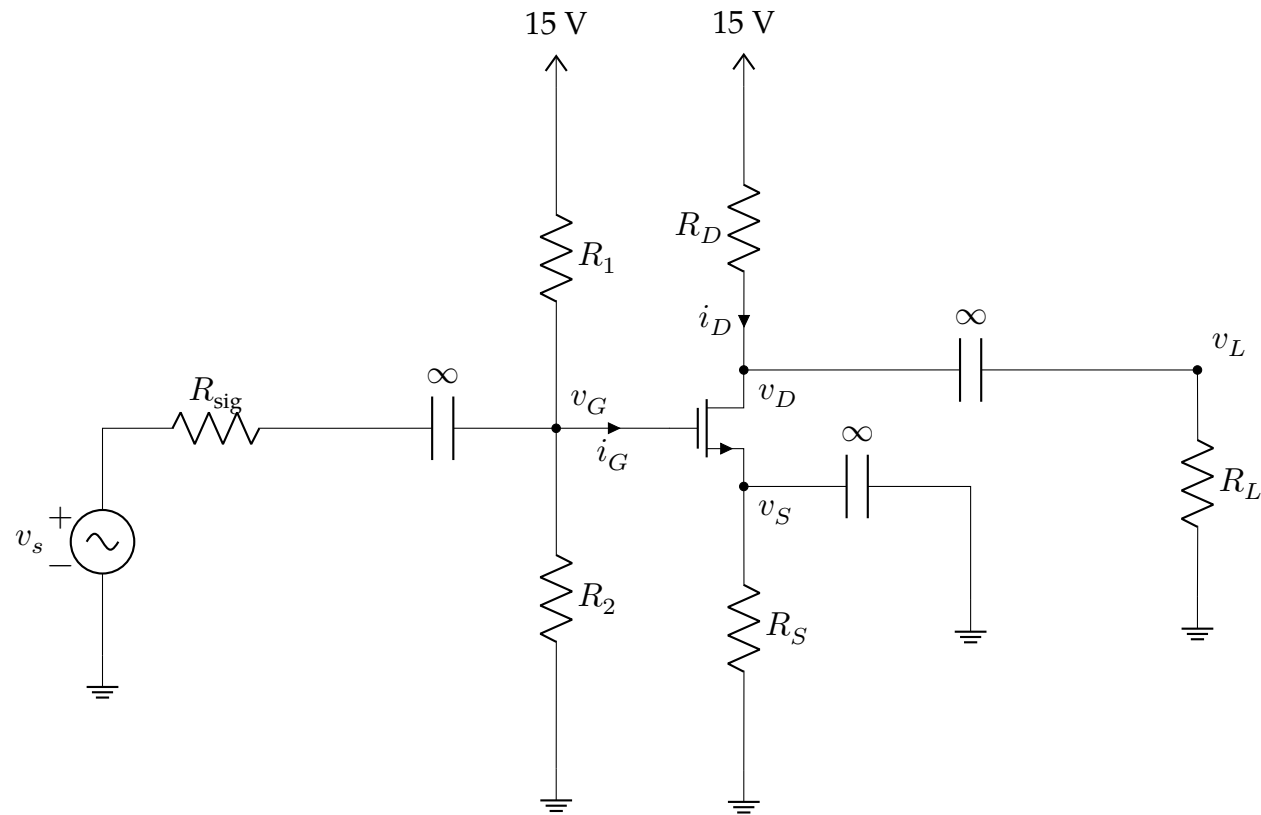 15 V
15 V
R_D
R_1
i_D
∞
v_L
∞
R_sig
v_G
v_D
∞
i_G
R_L
v_S
+
v_s
−
R_2
R_S